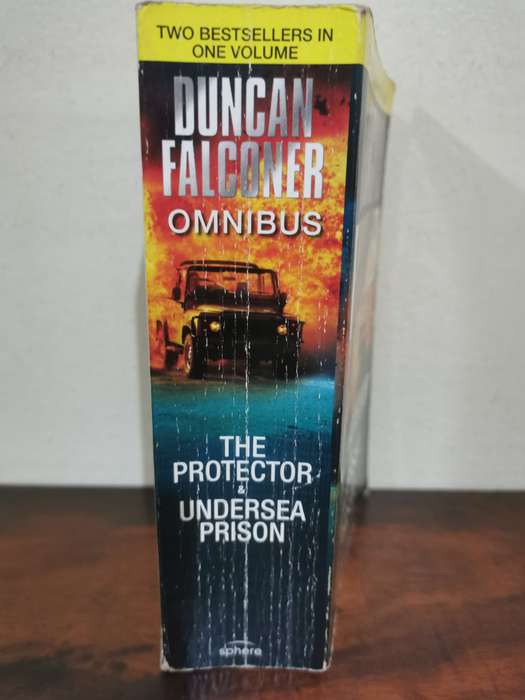 TWO BESTSELLERS IN
ONE VOLUME
DUNCAN
FALCONER
OMNIBUS
THE
PROTECTOR
&
UNDERSEA
PRISON
sphere